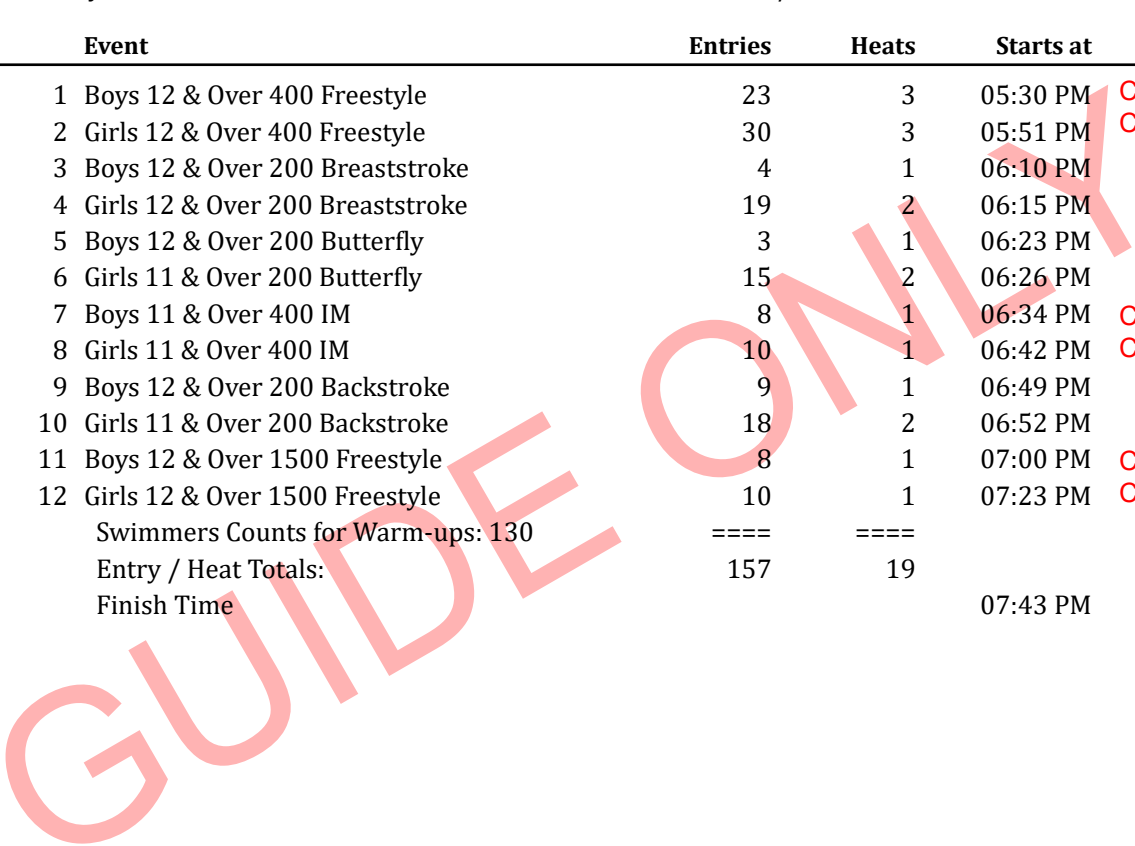 Event Entries Heats Starts at
1 Boys 12 & Over 400 Freestyle 23 3 05:30 PM
2 Girls 12 & Over 400 Freestyle 30 3 05:51 PM
3 Boys 12 & Over 200 Breaststroke 4 1 06:10 PM
4 Girls 12 & Over 200 Breaststroke 19 2 06:15 PM
5 Boys 12 & Over 200 Butterfly 3 1 06:23 PM
6 Girls 11 & Over 200 Butterfly 15 2 06:26 PM
7 Boys 11 & Over 400 IM 8 1 06:34 PM
8 Girls 11 & Over 400 IM 10 1 06:42 PM
9 Boys 12 & Over 200 Backstroke 9 1 06:49 PM
10 Girls 11 & Over 200 Backstroke 18 2 06:52 PM
11 Boys 12 & Over 1500 Freestyle 8 1 07:00 PM
12 Girls 12 & Over 1500 Freestyle 10 1 07:23 PM
Swimmers Counts for Warm-ups: 130 ==== ====
Entry / Heat Totals: 157 19
Finish Time 07:43 PM
GUIDE ONLY